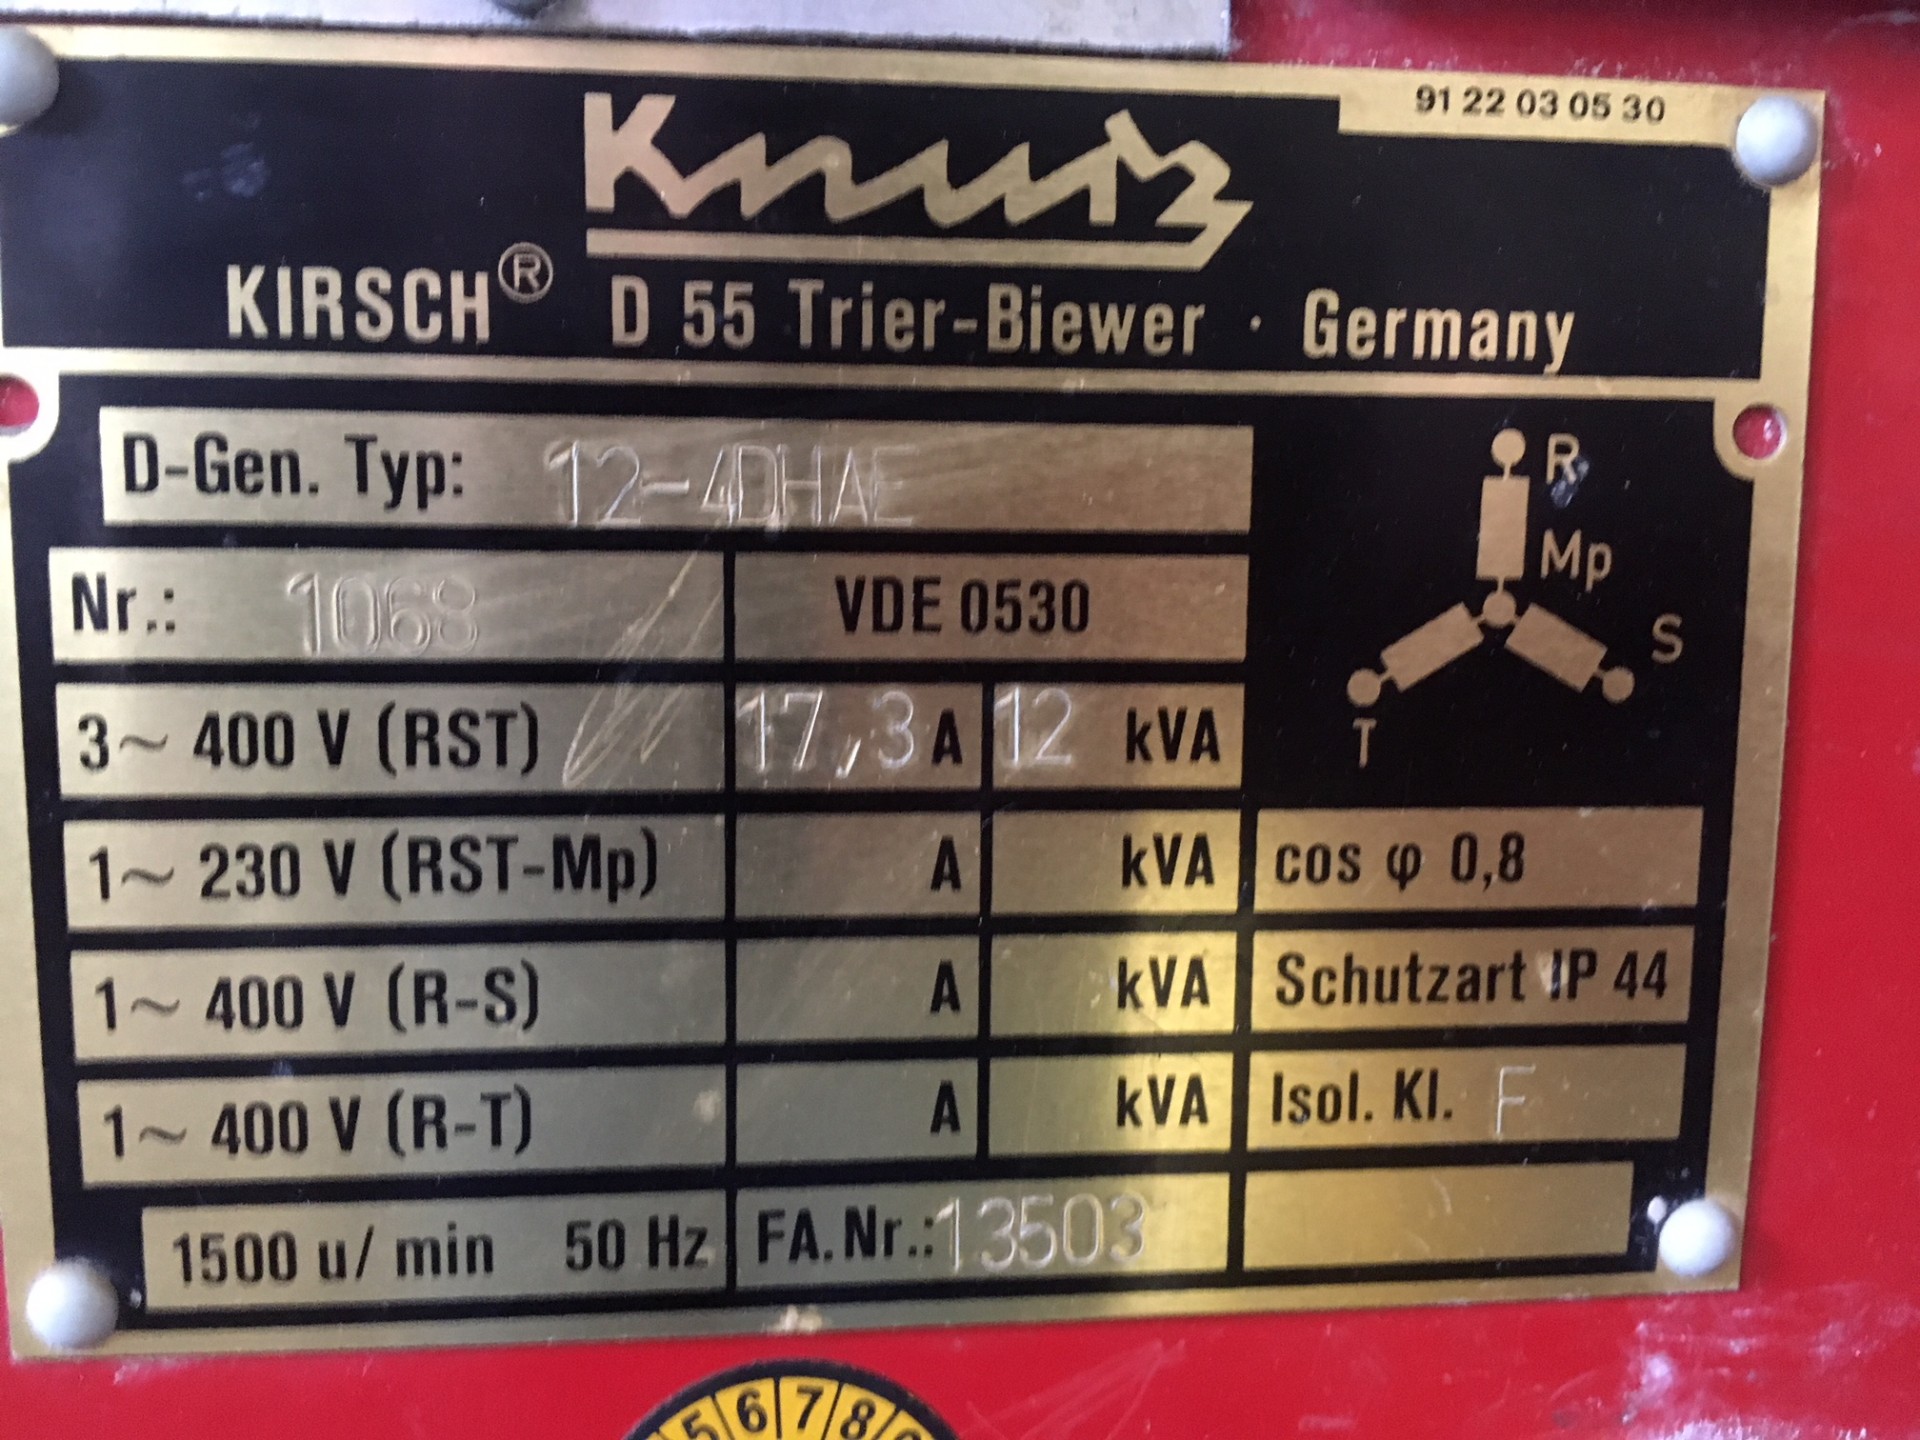 91 22 03 05 30
Knutz
KIRSCH® D 55 Trier-Biewer · Germany
D-Gen. Typ: 12-4DHAE
Nr.: 1068 VDE 0530
R
Mp
S
T
3~ 400 V (RST) 17,3 A 12 kVA
1~ 230 V (RST-Mp) A kVA cos φ 0,8
1~ 400 V (R-S) A kVA Schutzart IP 44
1~ 400 V (R-T) A kVA Isol. Kl. F
1500 u/ min 50 Hz FA.Nr.: 13503
5 6 7 8